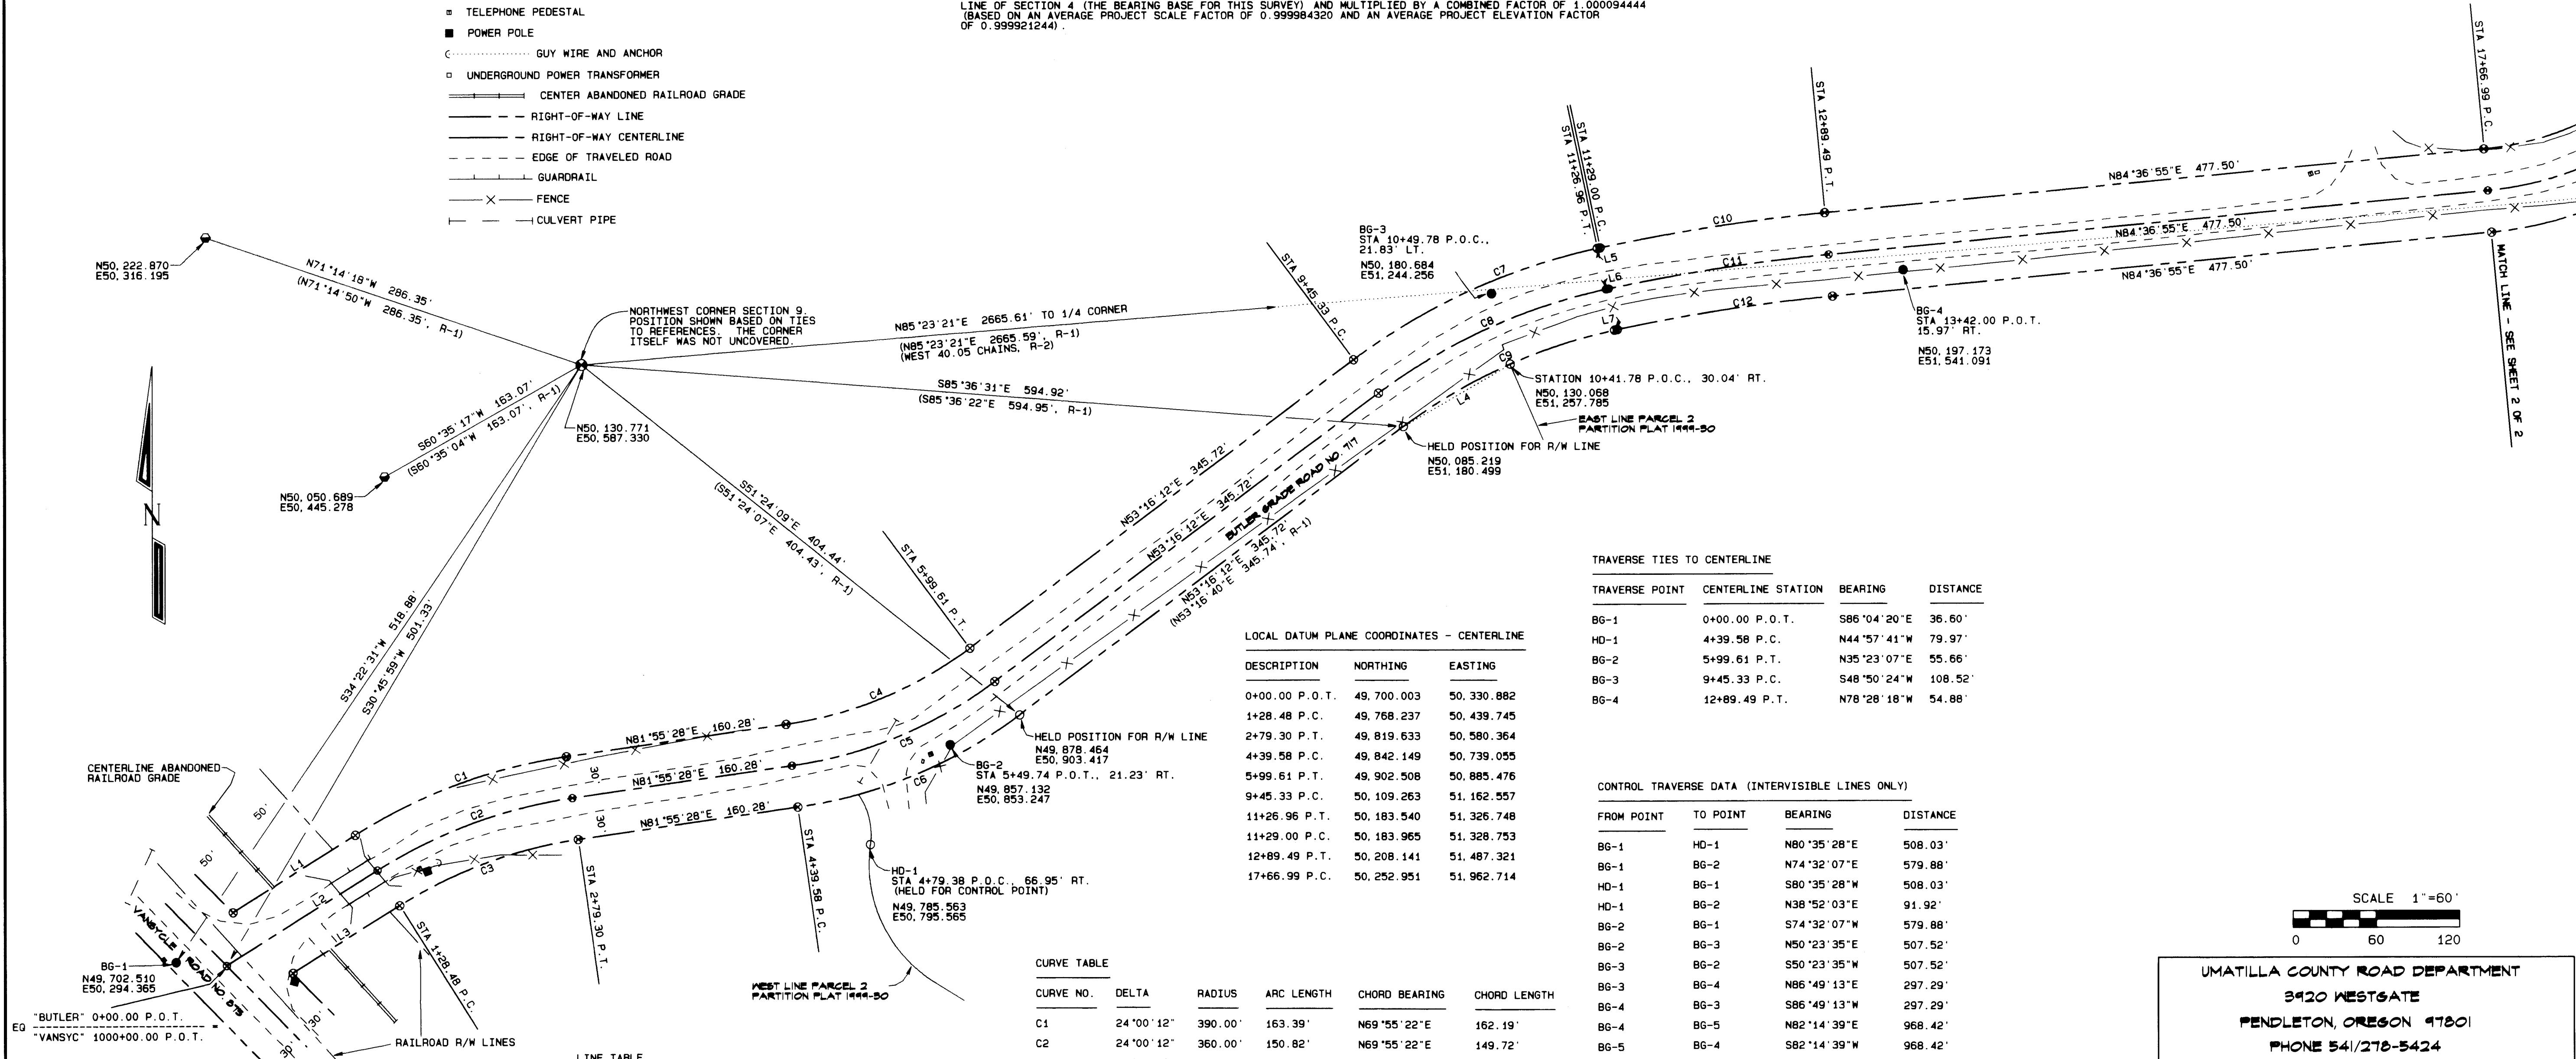 LINE OF SECTION 4 (THE BEARING BASE FOR THIS SURVEY) AND MULTIPLIED BY A COMBINED FACTOR OF 1.000094444
(BASED ON AN AVERAGE PROJECT SCALE FACTOR OF 0.999984320 AND AN AVERAGE PROJECT ELEVATION FACTOR
OF 0.999921244).
TELEPHONE PEDESTAL
POWER POLE
GUY WIRE AND ANCHOR
UNDERGROUND POWER TRANSFORMER
CENTER ABANDONED RAILROAD GRADE
RIGHT-OF-WAY LINE
RIGHT-OF-WAY CENTERLINE
EDGE OF TRAVELED ROAD
GUARDRAIL
FENCE
CULVERT PIPE
N50,222.870
E50,316.195
N71°14'18"W 286.35'
(N71°14'50"W 286.35', R-1)
NORTHWEST CORNER SECTION 9.
POSITION SHOWN BASED ON TIES
TO REFERENCES. THE CORNER
ITSELF WAS NOT UNCOVERED.
N85°23'21"E 2665.61' TO 1/4 CORNER
(N85°23'21"E 2665.59', R-1)
(WEST 40.05 CHAINS, R-2)
S85°36'31"E 594.92'
(S85°36'22"E 594.95', R-1)
S60°35'17"W 163.07'
(S60°35'04"W 163.07', R-1)
N50,130.771
E50,587.330
N50,050.689
E50,445.278
S51°24'09"E 404.44'
(S51°24'07"E 404.43', R-1)
S34°22'31"W 518.88'
S30°45'59"W 501.33'
N
STA 5+99.61 P.T.
STA 9+45.33 P.C.
STA 11+29.00 P.C.
STA 11+26.96 P.T.
STA 12+89.49 P.T.
STA 17+66.99 P.C.
BG-3
STA 10+49.78 P.O.C.,
21.83' LT.
N50,180.684
E51,244.256
C7
C8
C9
L4
L5
L6
L7
C10
C11
C12
N84°36'55"E 477.50'
N84°36'55"E 477.50'
N84°36'55"E 477.50'
BG-4
STA 13+42.00 P.O.T.
15.97' RT.
N50,197.173
E51,541.091
MATCH LINE - SEE SHEET 2 OF 2
STATION 10+41.78 P.O.C., 30.04' RT.
N50,130.068
E51,257.785
EAST LINE PARCEL 2
PARTITION PLAT 1999-50
HELD POSITION FOR R/W LINE
N50,085.219
E51,180.499
N53°16'12"E 345.72'
N53°16'12"E 345.72'
BUTLER GRADE ROAD NO. 717
N53°16'12"E 345.72'
(N53°16'40"E 345.74', R-1)
C4
C5
C6
N81°55'28"E 160.28'
N81°55'28"E 160.28'
N81°55'28"E 160.28'
30'
30'
C1
C2
C3
L1
L2
L3
HELD POSITION FOR R/W LINE
N49,878.464
E50,903.417
BG-2
STA 5+49.74 P.O.T., 21.23' RT.
N49,857.132
E50,853.247
HD-1
STA 4+79.38 P.O.C., 66.95' RT.
(HELD FOR CONTROL POINT)
N49,785.563
E50,795.565
STA 4+39.58 P.C.
STA 2+79.30 P.T.
STA 1+28.48 P.C.
WEST LINE PARCEL 2
PARTITION PLAT 1999-50
CENTERLINE ABANDONED
RAILROAD GRADE
50'
50'
VANSYCLE ROAD NO. 573
30'
30'
BG-1
N49,702.510
E50,294.365
EQ "BUTLER" 0+00.00 P.O.T. =
"VANSYC" 1000+00.00 P.O.T.
RAILROAD R/W LINES
LINE TABLE
LOCAL DATUM PLANE COORDINATES - CENTERLINE
DESCRIPTION NORTHING EASTING
0+00.00 P.O.T. 49,700.003 50,330.882
1+28.48 P.C. 49,768.237 50,439.745
2+79.30 P.T. 49,819.633 50,580.364
4+39.58 P.C. 49,842.149 50,739.055
5+99.61 P.T. 49,902.508 50,885.476
9+45.33 P.C. 50,109.263 51,162.557
11+26.96 P.T. 50,183.540 51,326.748
11+29.00 P.C. 50,183.965 51,328.753
12+89.49 P.T. 50,208.141 51,487.321
17+66.99 P.C. 50,252.951 51,962.714
TRAVERSE TIES TO CENTERLINE
TRAVERSE POINT CENTERLINE STATION BEARING DISTANCE
BG-1 0+00.00 P.O.T. S86°04'20"E 36.60'
HD-1 4+39.58 P.C. N44°57'41"W 79.97'
BG-2 5+99.61 P.T. N35°23'07"E 55.66'
BG-3 9+45.33 P.C. S48°50'24"W 108.52'
BG-4 12+89.49 P.T. N78°28'18"W 54.88'
CONTROL TRAVERSE DATA (INTERVISIBLE LINES ONLY)
FROM POINT TO POINT BEARING DISTANCE
BG-1 HD-1 N80°35'28"E 508.03'
BG-1 BG-2 N74°32'07"E 579.88'
HD-1 BG-1 S80°35'28"W 508.03'
HD-1 BG-2 N38°52'03"E 91.92'
BG-2 BG-1 S74°32'07"W 579.88'
BG-2 BG-3 N50°23'35"E 507.52'
BG-3 BG-2 S50°23'35"W 507.52'
BG-3 BG-4 N86°49'13"E 297.29'
BG-4 BG-3 S86°49'13"W 297.29'
BG-4 BG-5 N82°14'39"E 968.42'
BG-5 BG-4 S82°14'39"W 968.42'
CURVE TABLE
CURVE NO. DELTA RADIUS ARC LENGTH CHORD BEARING CHORD LENGTH
C1 24°00'12" 390.00' 163.39' N69°55'22"E 162.19'
C2 24°00'12" 360.00' 150.82' N69°55'22"E 149.72'
SCALE 1"=60'
0 60 120
UMATILLA COUNTY ROAD DEPARTMENT
3920 WESTGATE
PENDLETON, OREGON 97801
PHONE 541/278-5424